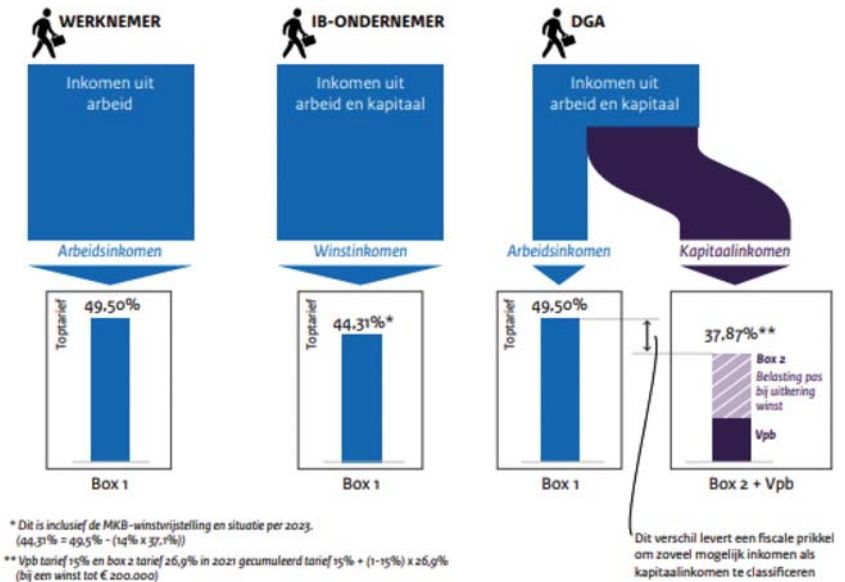 WERKNEMER
Inkomen uit
arbeid
Arbeidsinkomen
Toptarief
49,50%
Box 1
IB-ONDERNEMER
Inkomen uit
arbeid en kapitaal
Winstinkomen
Toptarief
44,31%*
Box 1
DGA
Inkomen uit
arbeid en kapitaal
Arbeidsinkomen
Kapitaalinkomen
Toptarief
49,50%
Box 1
37,87%**
Box 2
Belasting pas
bij uitkering
winst
Vpb
Box 2 + Vpb
* Dit is inclusief de MKB-winstvrijstelling en situatie per 2023.
(44,31% = 49,5% - (14% x 37,1%))
** Vpb tarief 15% en box 2 tarief 26,9% in 2021 gecumuleerd tarief 15% + (1-15%) x 26,9%
(bij een winst tot € 200.000)
Dit verschil levert een fiscale prikkel
om zoveel mogelijk inkomen als
kapitaalinkomen te classificeren